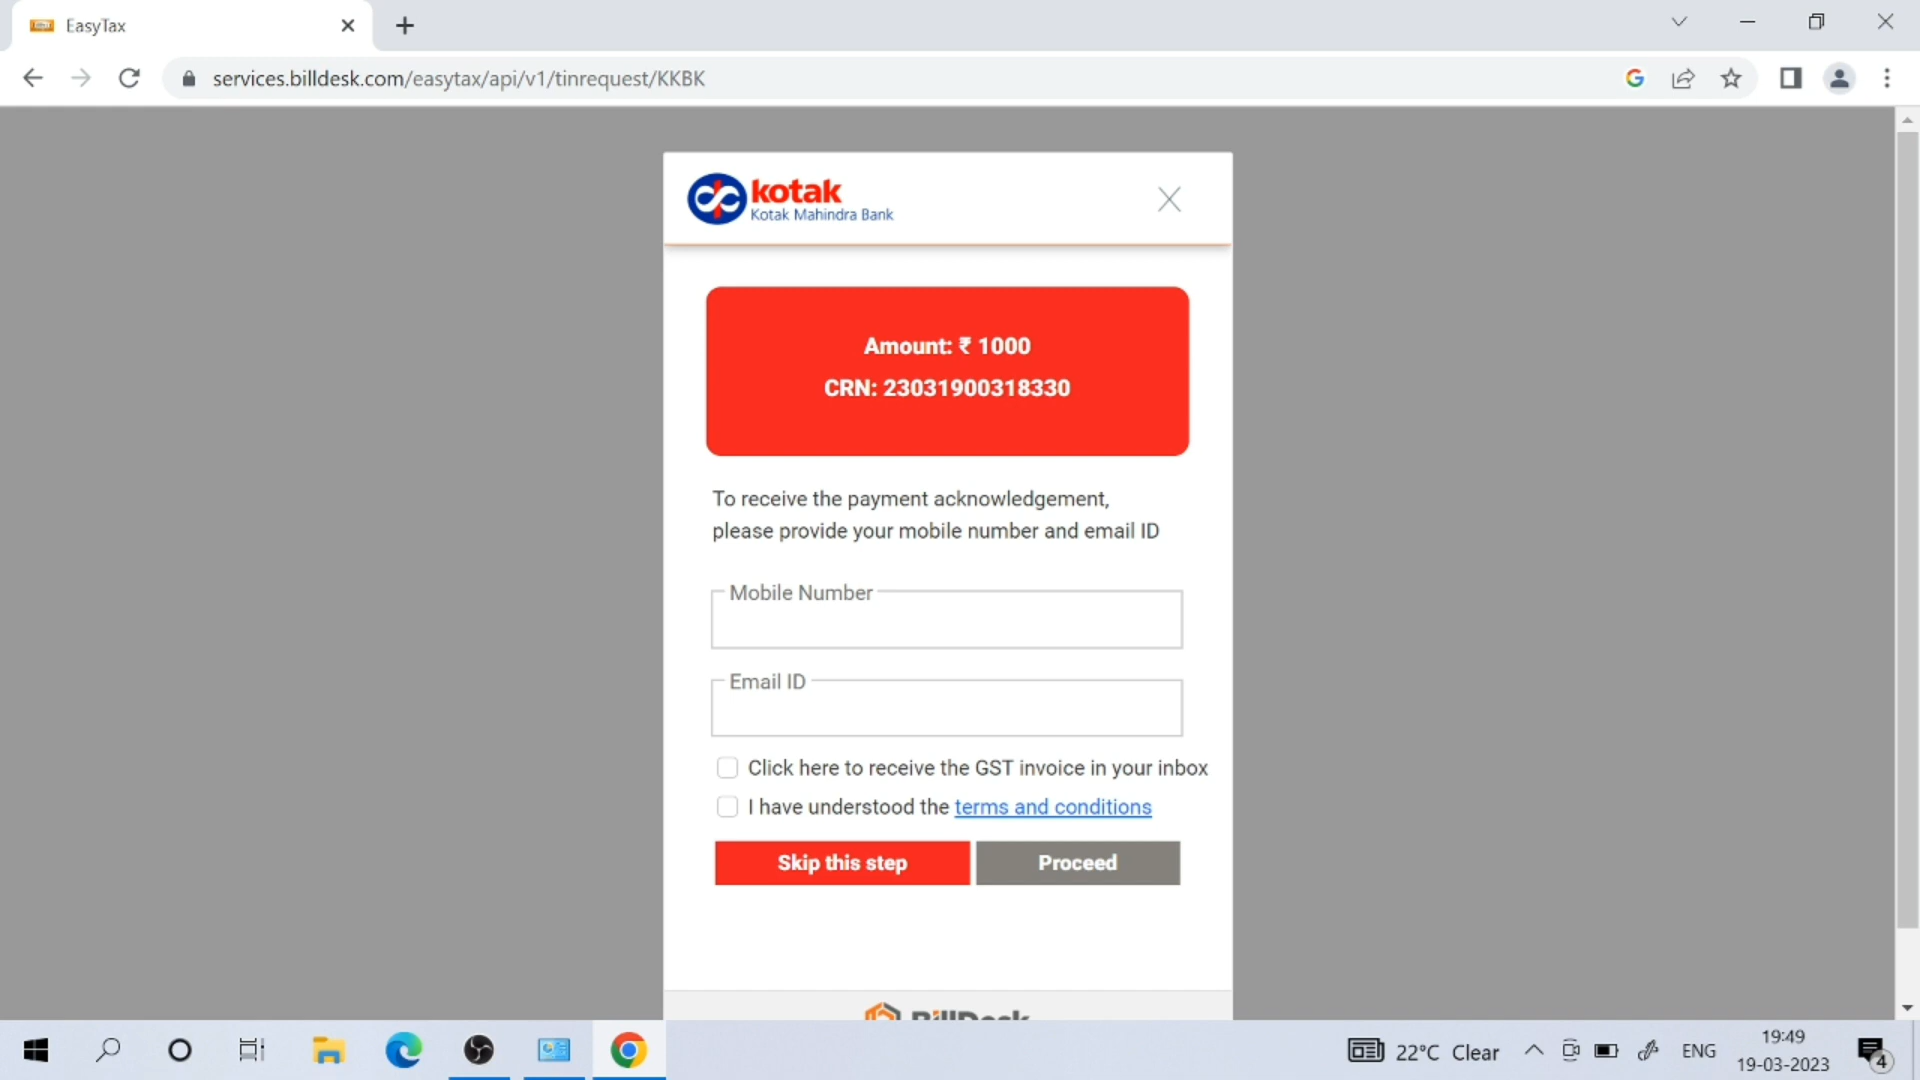 EasyTax
services.billdesk.com/easytax/api/v1/tinrequest/KKBK
kotak
Kotak Mahindra Bank
Amount: ₹ 1000
CRN: 23031900318330
To receive the payment acknowledgement,
please provide your mobile number and email ID
Mobile Number
Email ID
Click here to receive the GST invoice in your inbox
I have understood the terms and conditions
Skip this step
Proceed
BillDesk
22°C Clear
ENG
19:49
19-03-2023
4